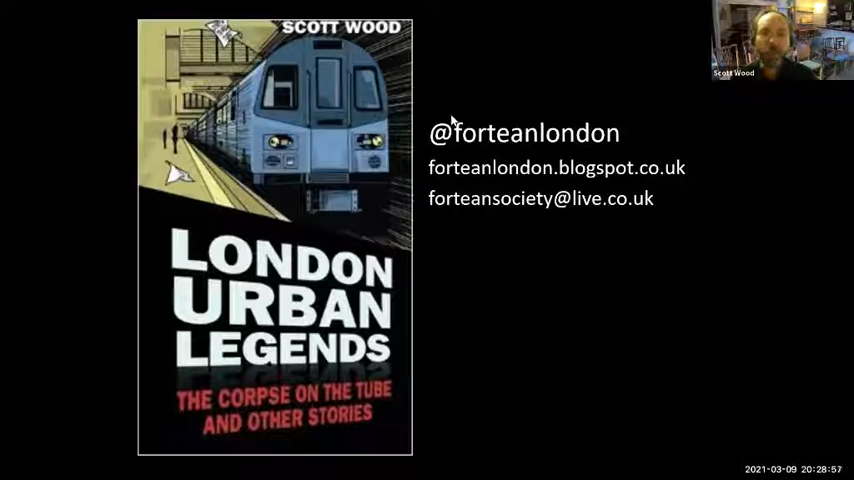 SCOTT WOOD
LONDON
URBAN
LEGENDS
THE CORPSE ON THE TUBE
AND OTHER STORIES
@forteanlondon
forteanlondon.blogspot.co.uk
forteansociety@live.co.uk
Scott Wood
2021-03-09 20:28:57